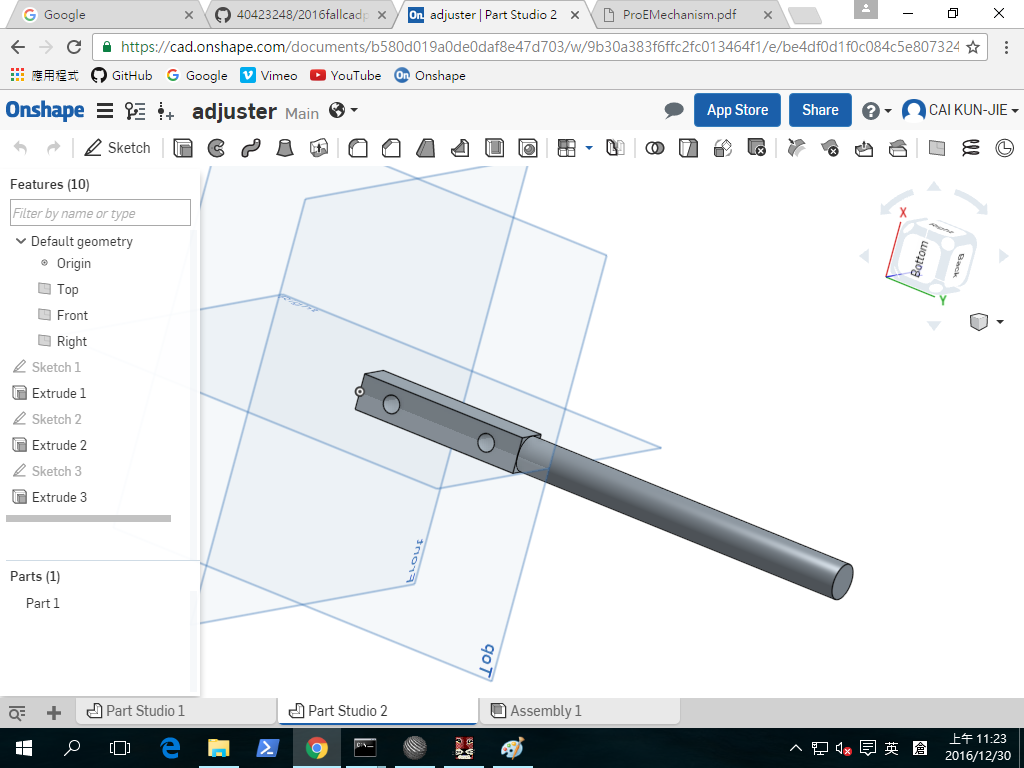 Google
40423248/2016fallcadp
adjuster | Part Studio 2
ProEMechanism.pdf
https://cad.onshape.com/documents/b580d019a0de0daf8e47d703/w/9b30a383f6ffc2fc013464f1/e/be4df0d1f0c084c5e807324
應用程式 GitHub Google Vimeo YouTube On Onshape
Onshape adjuster Main App Store Share CAI KUN-JIE
Sketch
Features (10)
Filter by name or type
Default geometry
Origin
Top
Front
Right
Sketch 1
Extrude 1
Sketch 2
Extrude 2
Sketch 3
Extrude 3
Parts (1)
Part 1
Right
Front
Top
X
Right
Bottom
Back
Y
Part Studio 1 Part Studio 2 Assembly 1
英 倉
上午 11:23
2016/12/30